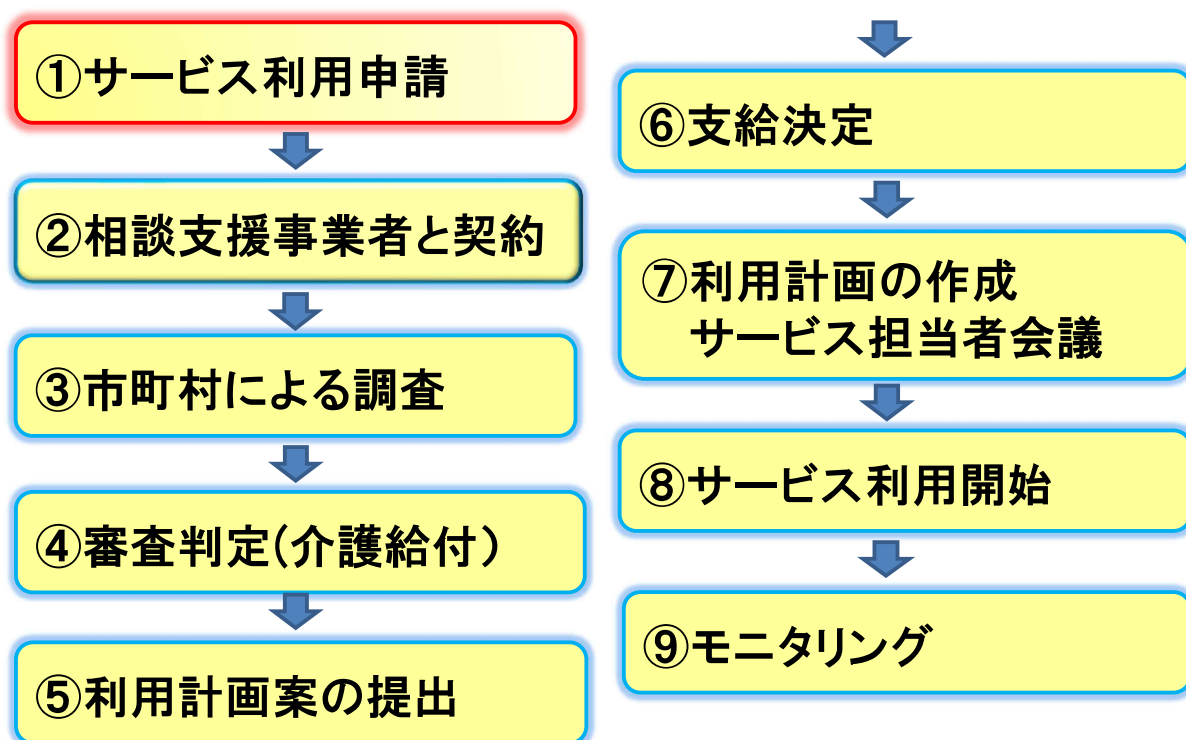 ①サービス利用申請
②相談支援事業者と契約
③市町村による調査
④審査判定(介護給付）
⑤利用計画案の提出
⑥支給決定
⑦利用計画の作成
サービス担当者会議
⑧サービス利用開始
⑨モニタリング